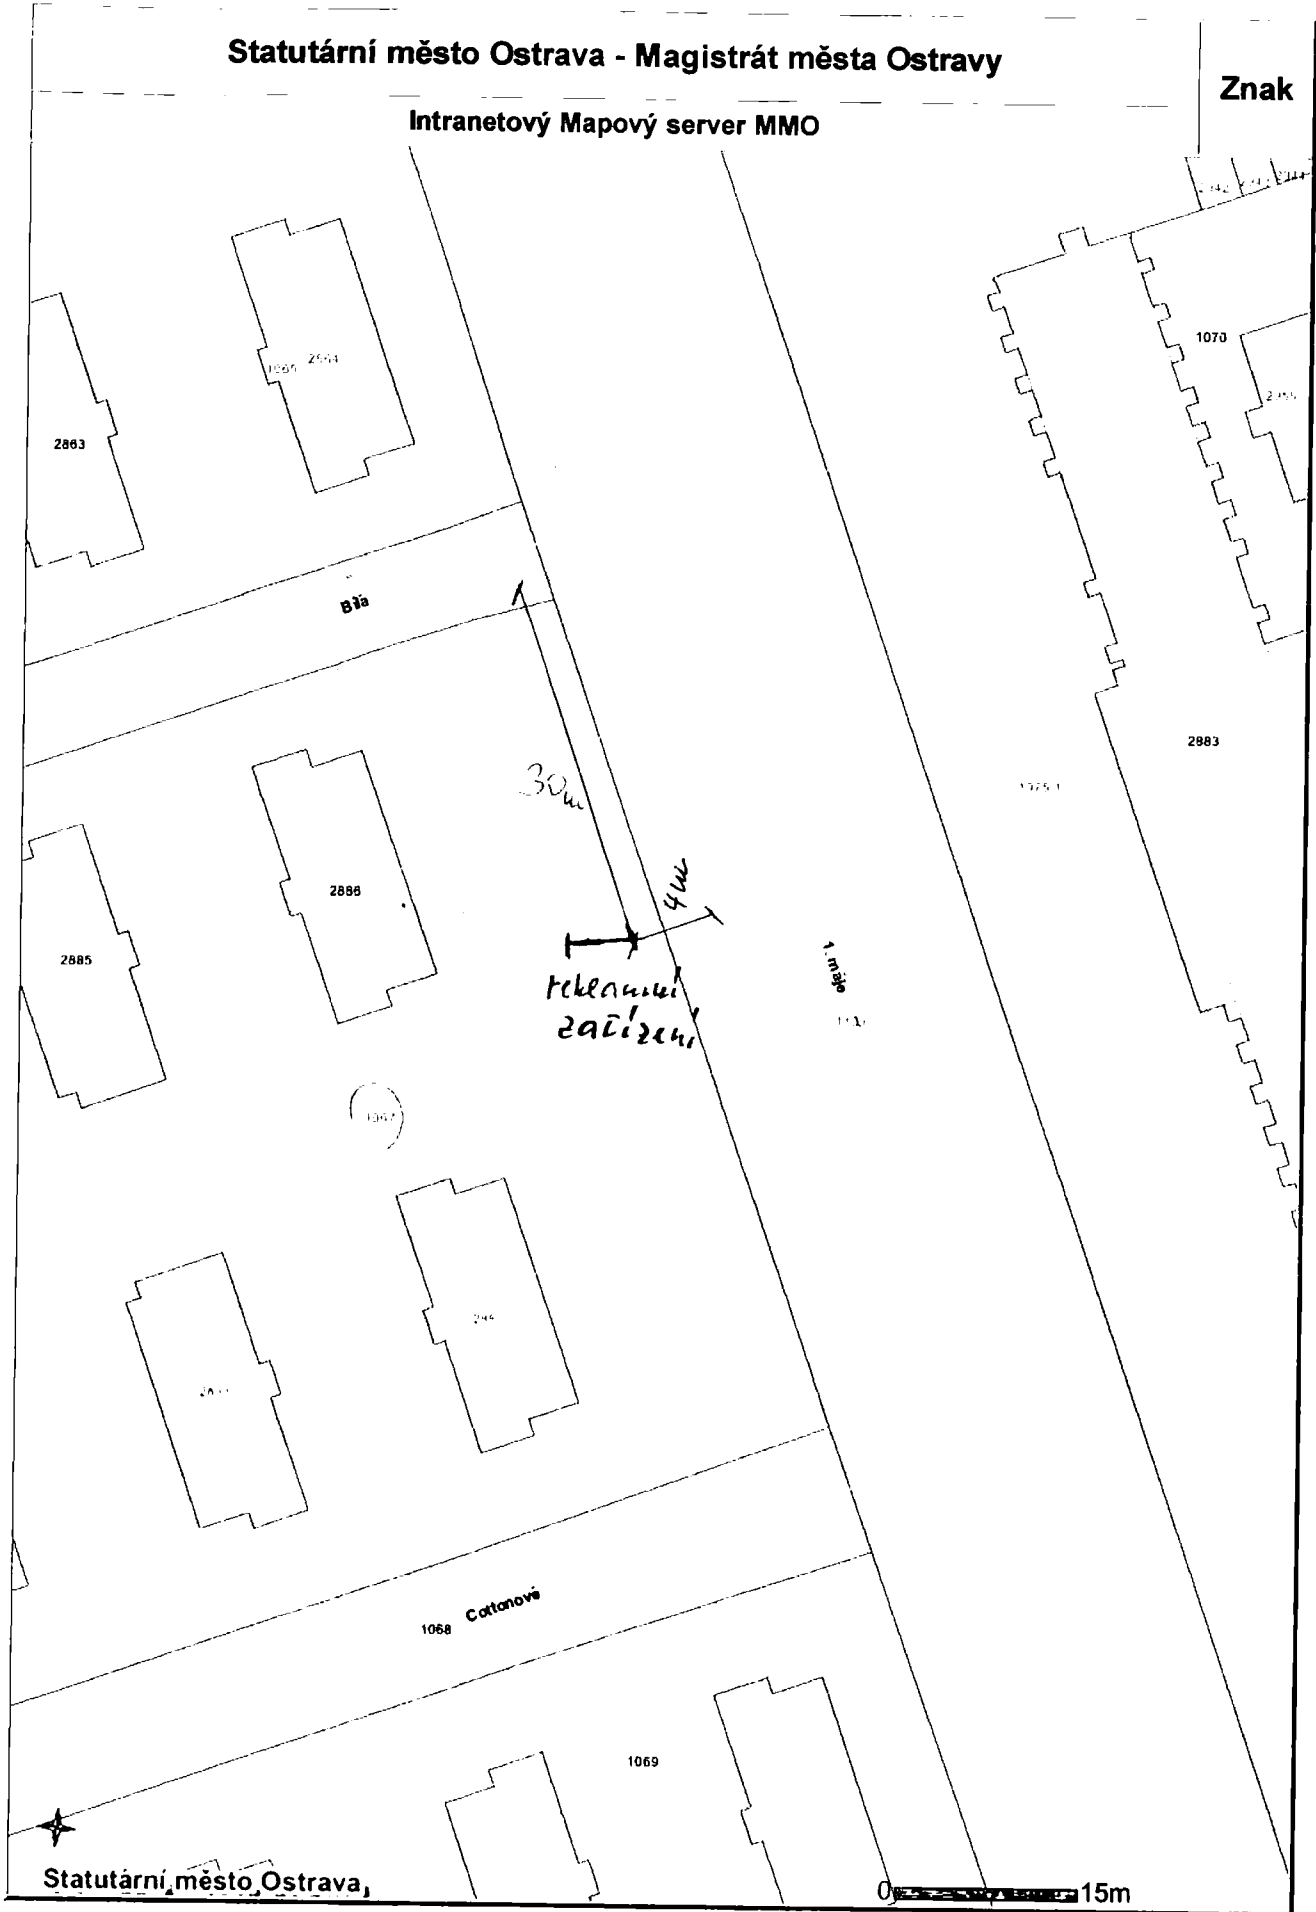 Statutární město Ostrava - Magistrát města Ostravy
Znak
Intranetový Mapový server MMO
1070
2863
Bílá
2883
30m
2886
4m
2885
1. máje
reklamní
zařízení
1068 Cottonové
1069
Statutární město Ostrava
0 15m